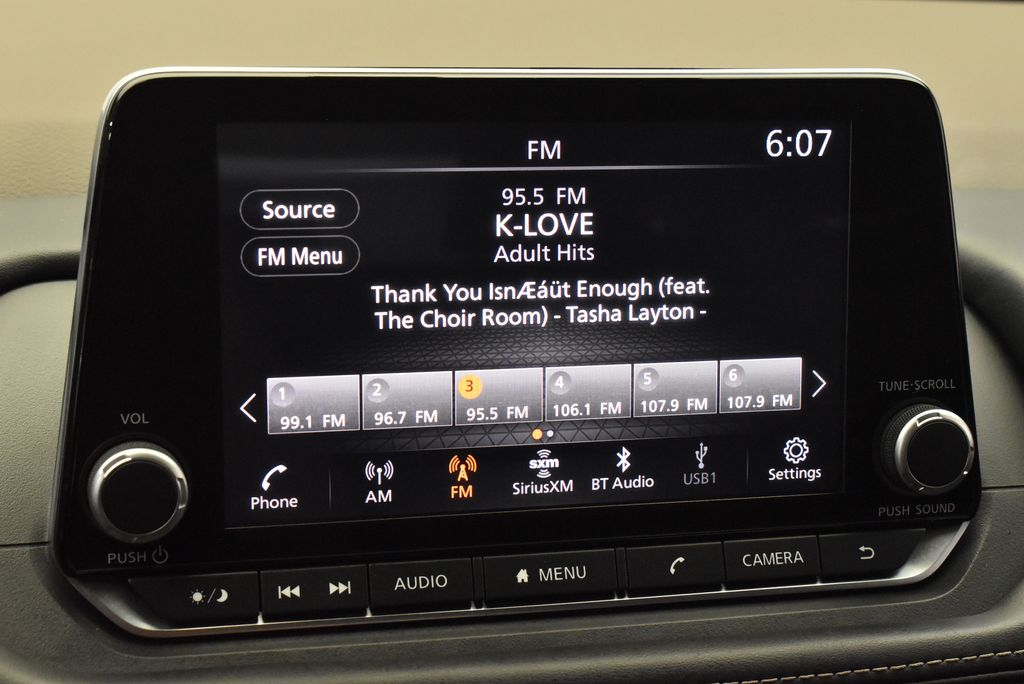 FM
6:07
95.5 FM
Source
K-LOVE
FM Menu
Adult Hits
Thank You IsnÆáüt Enough (feat.
The Choir Room) - Tasha Layton -
1 2 3 4 5 6
99.1 FM 96.7 FM 95.5 FM 106.1 FM 107.9 FM 107.9 FM
VOL
TUNE·SCROLL
Phone
AM
FM
sxm
SiriusXM
BT Audio
USB1
Settings
PUSH
PUSH SOUND
AUDIO
MENU
CAMERA